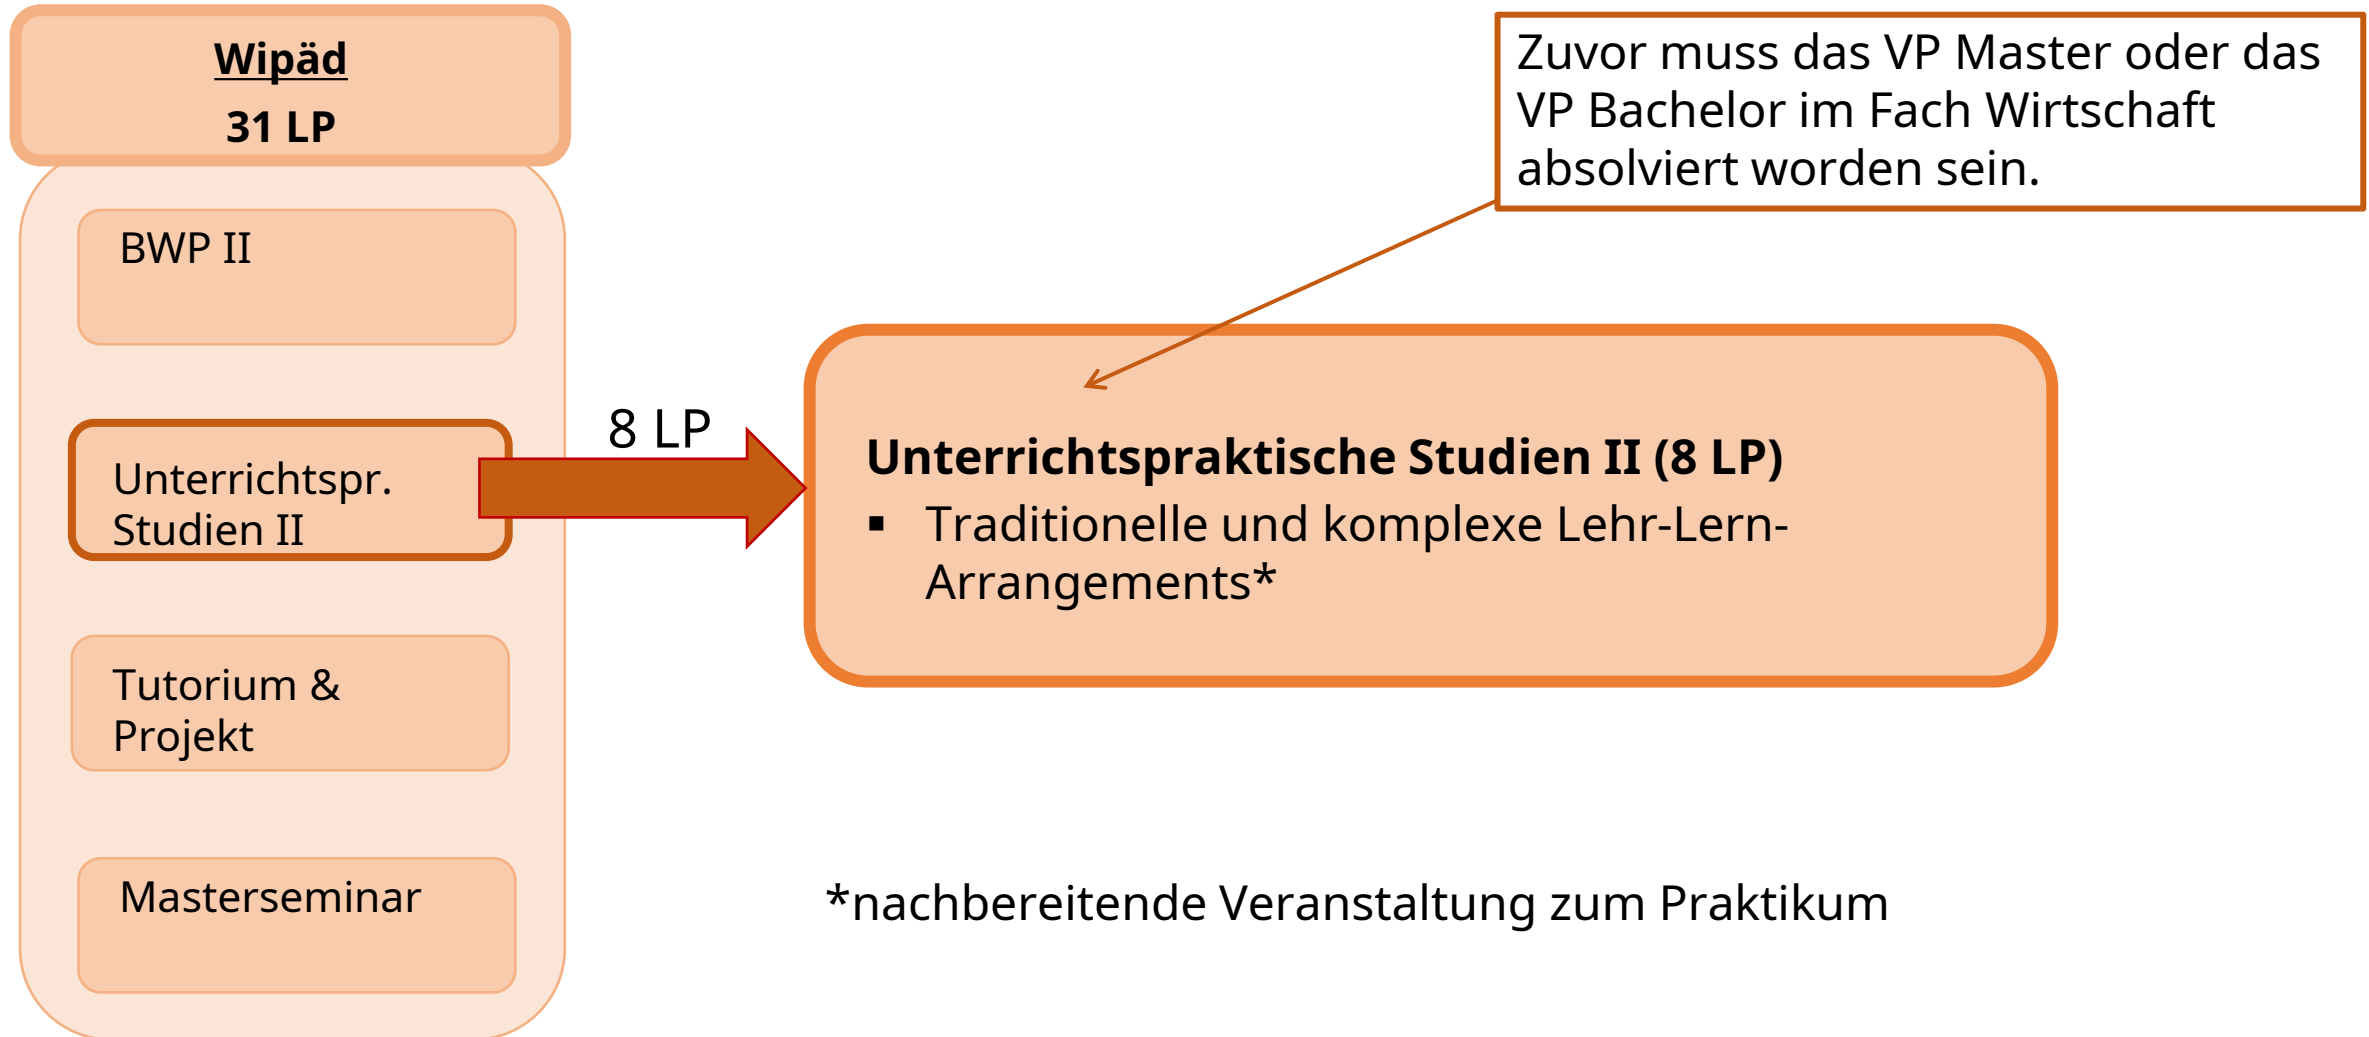 Wipäd
31 LP
BWP II
Unterrichtspr.
Studien II
Tutorium &
Projekt
Masterseminar
8 LP
Zuvor muss das VP Master oder das
VP Bachelor im Fach Wirtschaft
absolviert worden sein.
Unterrichtspraktische Studien II (8 LP)
▪ Traditionelle und komplexe Lehr-Lern-
Arrangements*
*nachbereitende Veranstaltung zum Praktikum